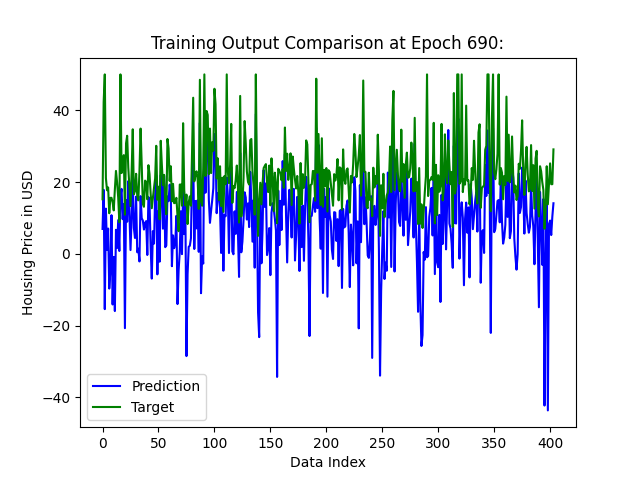 Training Output Comparison at Epoch 690:
Housing Price in USD
40
20
0
−20
−40
Prediction
Target
0 50 100 150 200 250 300 350 400
Data Index